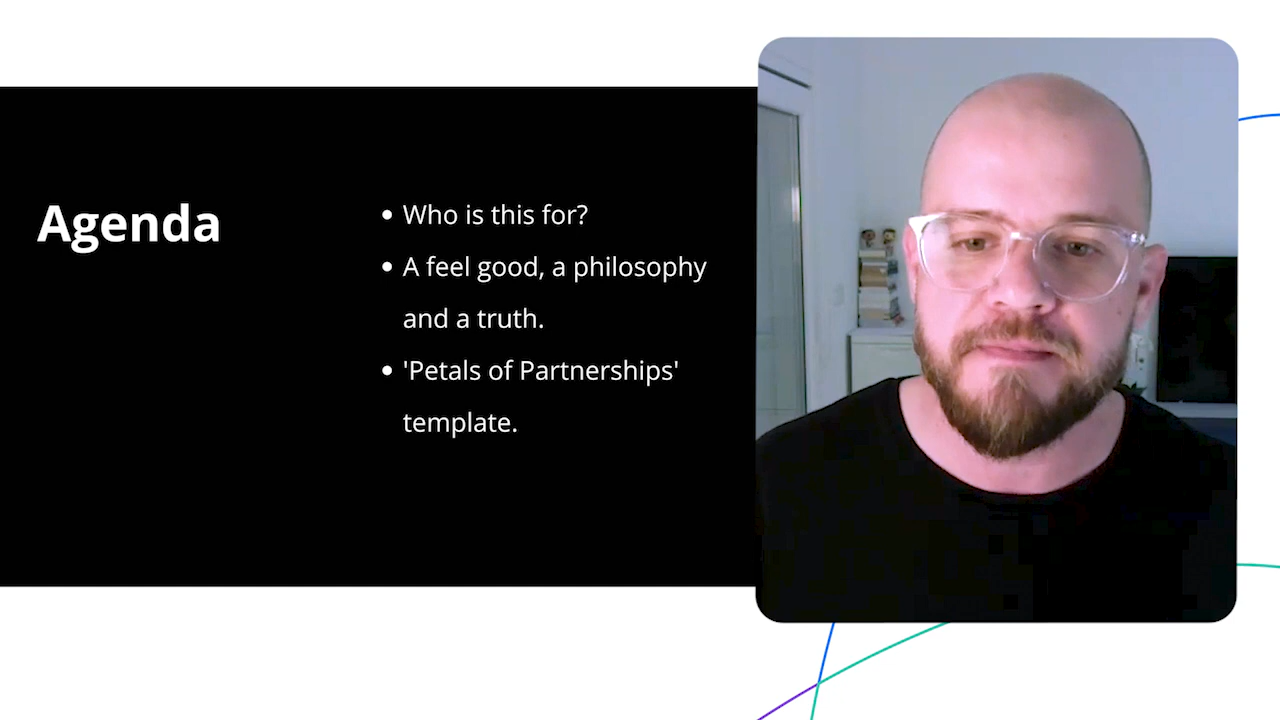 Agenda
• Who is this for?
• A feel good, a philosophy
and a truth.
• 'Petals of Partnerships'
template.